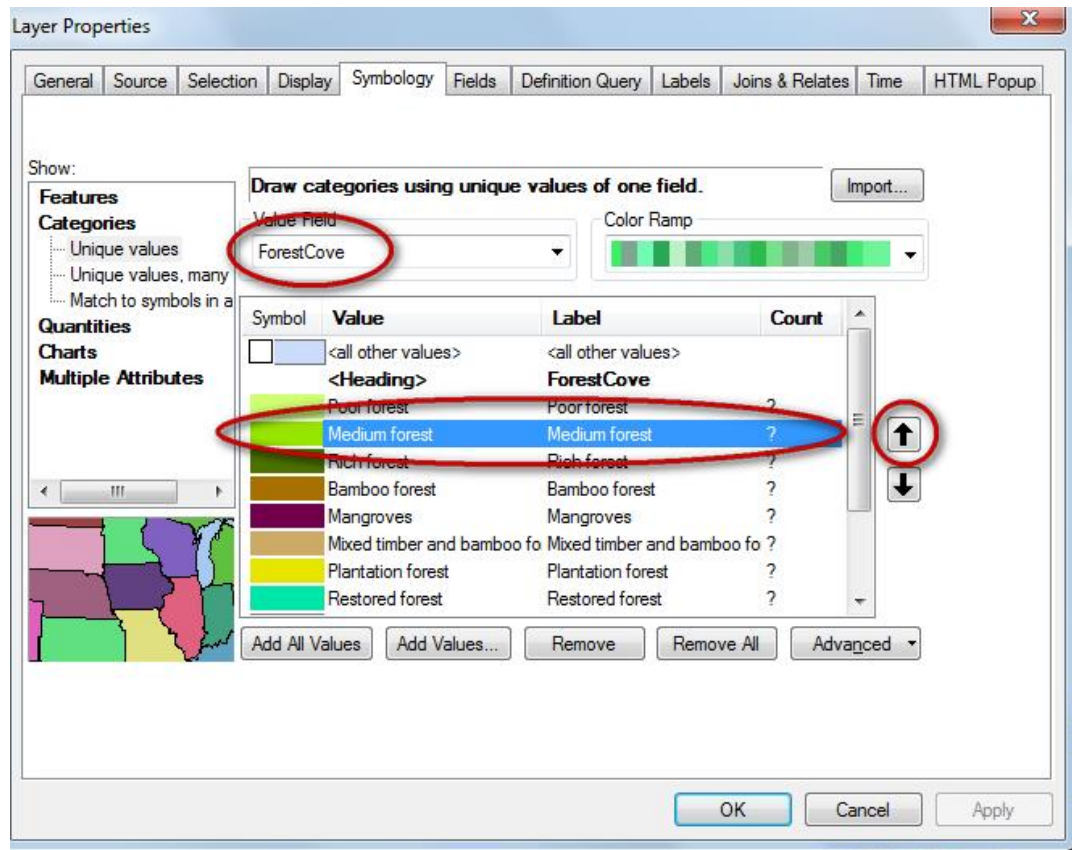 Layer Properties
General Source Selection Display Symbology Fields Definition Query Labels Joins & Relates Time HTML Popup
Show:
Features
Categories
Unique values
Unique values, many
Match to symbols in a
Quantities
Charts
Multiple Attributes
Draw categories using unique values of one field.
Import...
Value Field
ForestCove
Color Ramp
Symbol Value Label Count
<all other values> <all other values>
<Heading> ForestCove
Poor forest Poor forest ?
Medium forest Medium forest ?
Rich forest Rich forest ?
Bamboo forest Bamboo forest ?
Mangroves Mangroves ?
Mixed timber and bamboo fo Mixed timber and bamboo fo ?
Plantation forest Plantation forest ?
Restored forest Restored forest ?
Add All Values Add Values... Remove Remove All Advanced
OK Cancel Apply